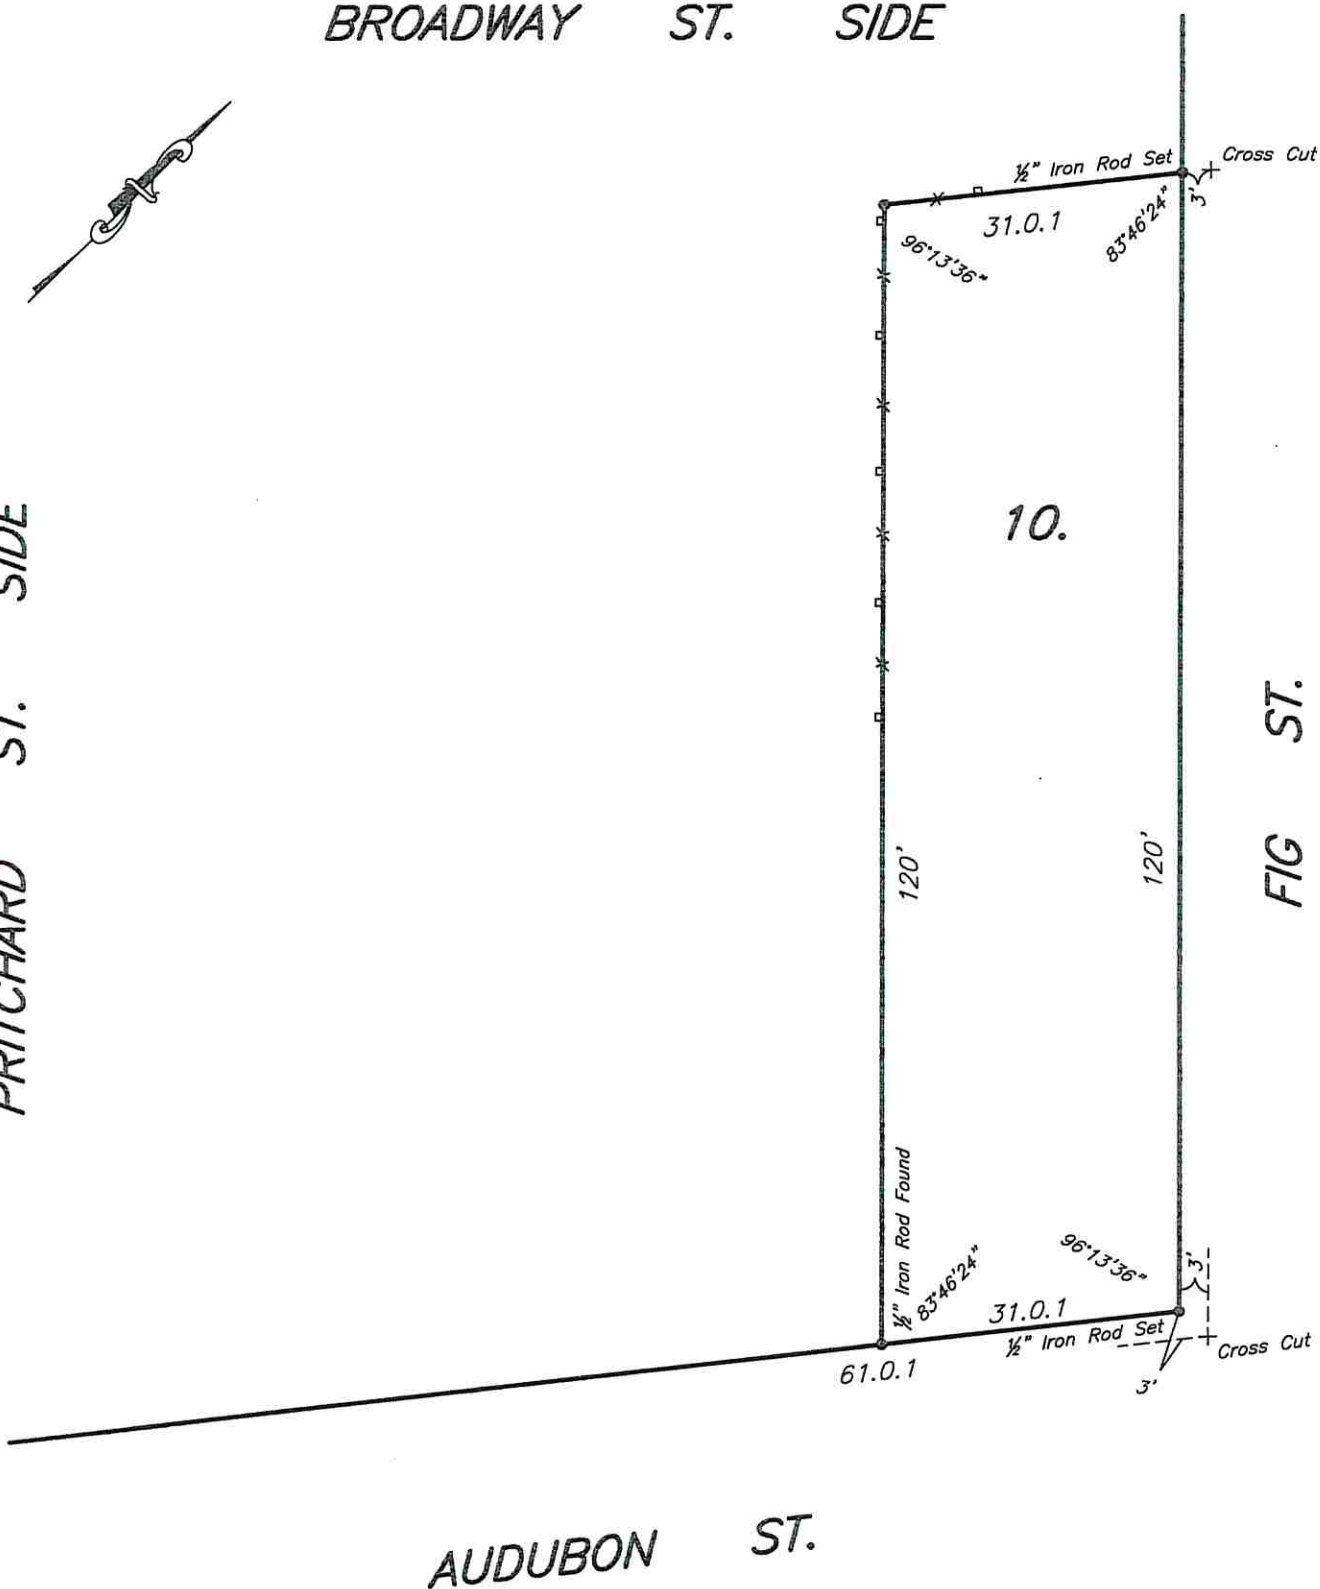 BROADWAY ST. SIDE
½" Iron Rod Set
Cross Cut
3'
31.0.1
83°46'24"
96°13'36"
10.
PRITCHARD ST. SIDE
FIG ST.
120'
120'
½" Iron Rod Found
83°46'24"
96°13'36"
3'
31.0.1
½" Iron Rod Set
Cross Cut
3'
61.0.1
AUDUBON ST.